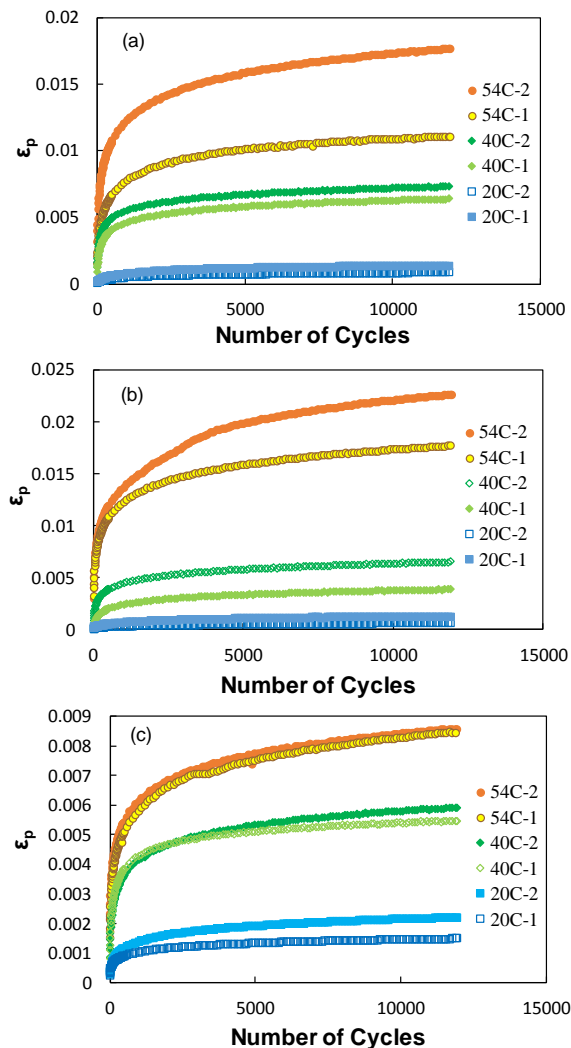 0.02
(a)
0.015
0.01
0.005
0
εp
54C-2
54C-1
40C-2
40C-1
20C-2
20C-1
0
5000
10000
15000
Number of Cycles
0.025
(b)
0.02
0.015
0.01
0.005
0
εp
54C-2
54C-1
40C-2
40C-1
20C-2
20C-1
0
5000
10000
15000
Number of Cycles
0.009
(c)
0.008
0.007
0.006
0.005
0.004
0.003
0.002
0.001
0
εp
54C-2
54C-1
40C-2
40C-1
20C-2
20C-1
0
5000
10000
15000
Number of Cycles